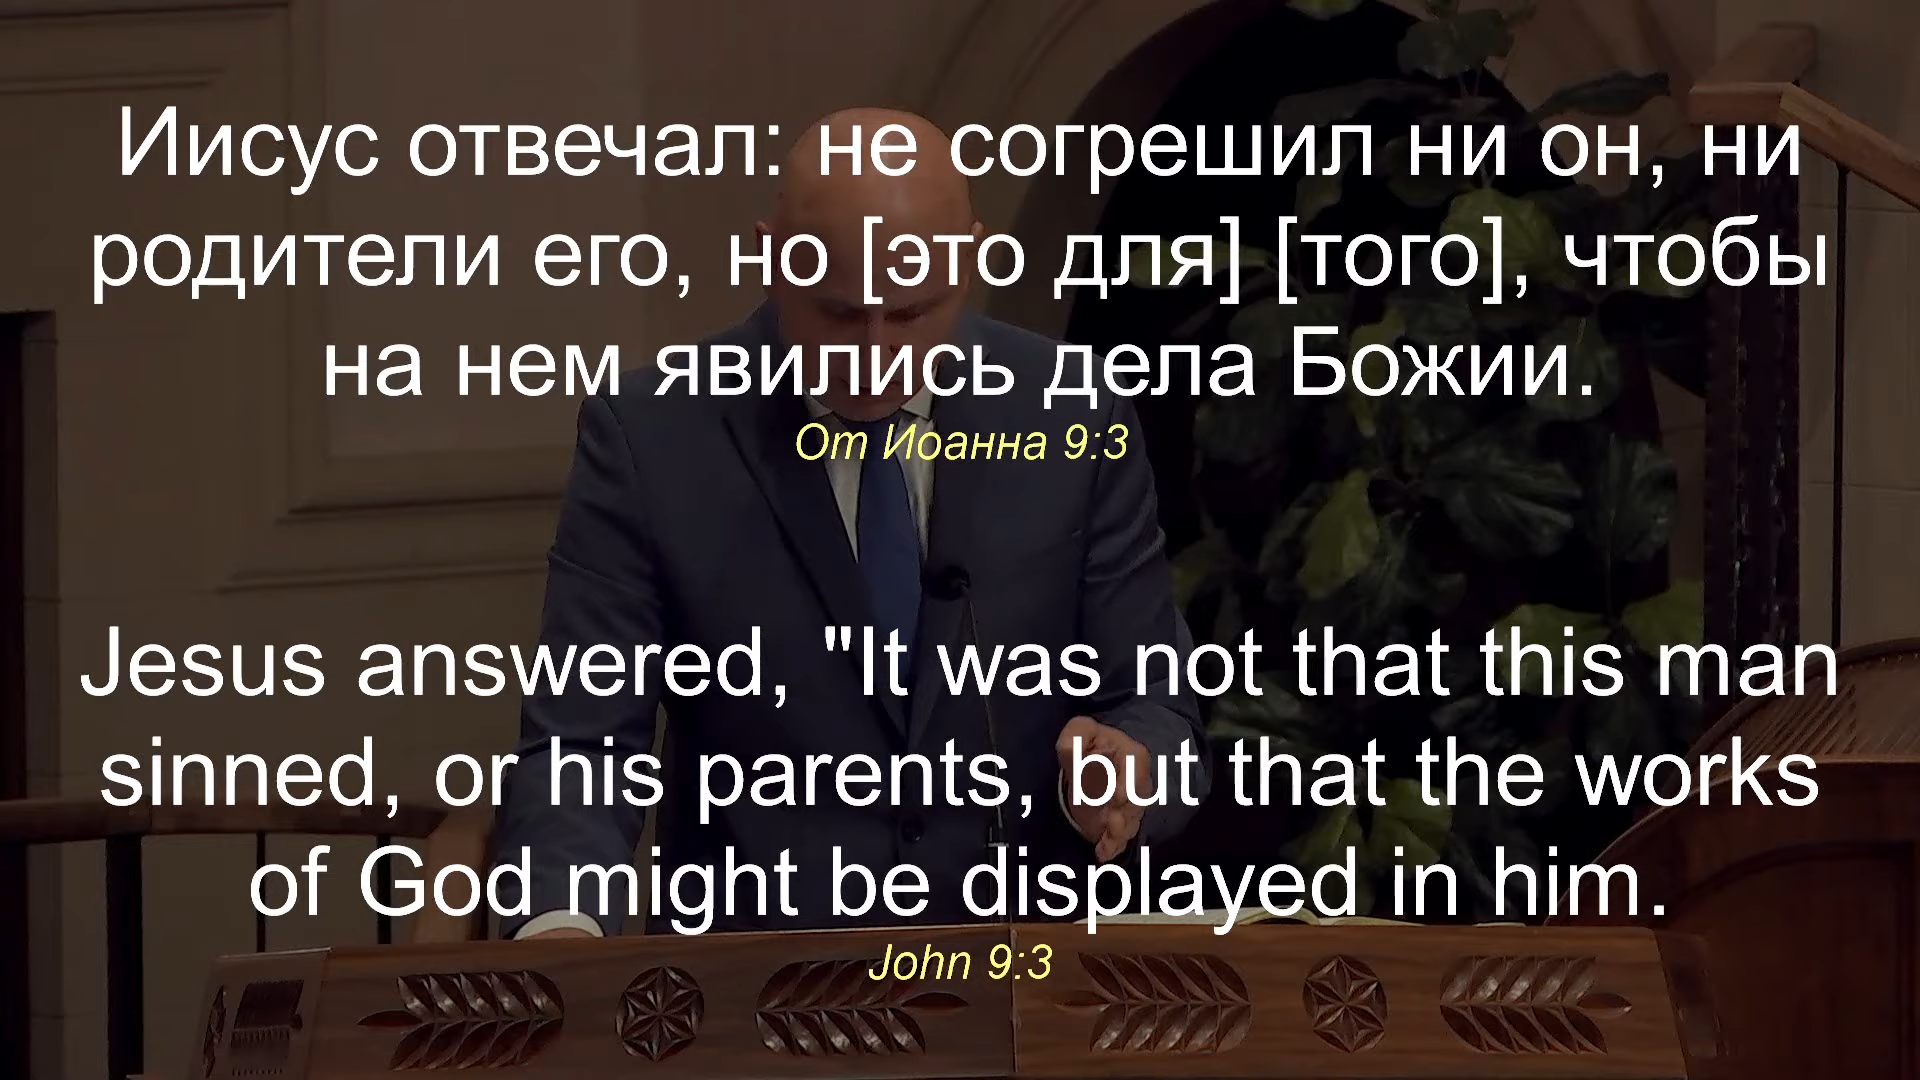 Иисус отвечал: не согрешил ни он, ни
родители его, но [это для] [того], чтобы
на нем явились дела Божии.
От Иоанна 9:3
Jesus answered, "It was not that this man
sinned, or his parents, but that the works
of God might be displayed in him.
John 9:3